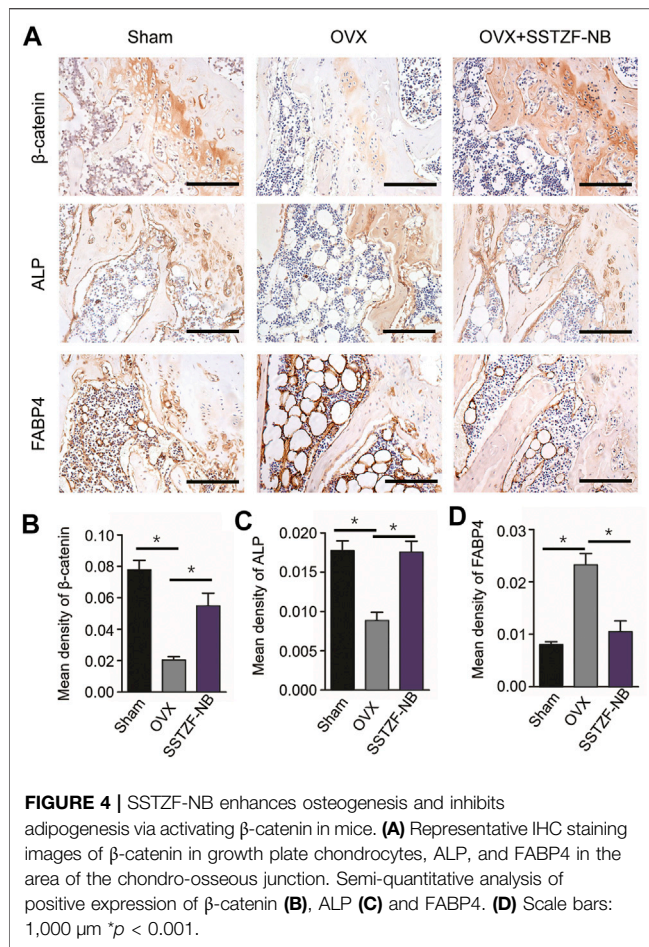 A
Sham OVX OVX+SSTZF-NB
β-catenin
ALP
FABP4
B
Mean density of β-catenin
0.10
0.08
0.06
0.04
0.02
0.00
* *
Sham OVX SSTZF-NB
C
Mean density of ALP
0.020
0.015
0.010
0.005
0.000
* *
Sham OVX SSTZF-NB
D
Mean density of FABP4
0.03
0.02
0.01
0.00
* *
Sham OVX SSTZF-NB
FIGURE 4 | SSTZF-NB enhances osteogenesis and inhibits
adipogenesis via activating β-catenin in mice. (A) Representative IHC staining
images of β-catenin in growth plate chondrocytes, ALP, and FABP4 in the
area of the chondro-osseous junction. Semi-quantitative analysis of
positive expression of β-catenin (B), ALP (C) and FABP4. (D) Scale bars:
1,000 μm *p < 0.001.